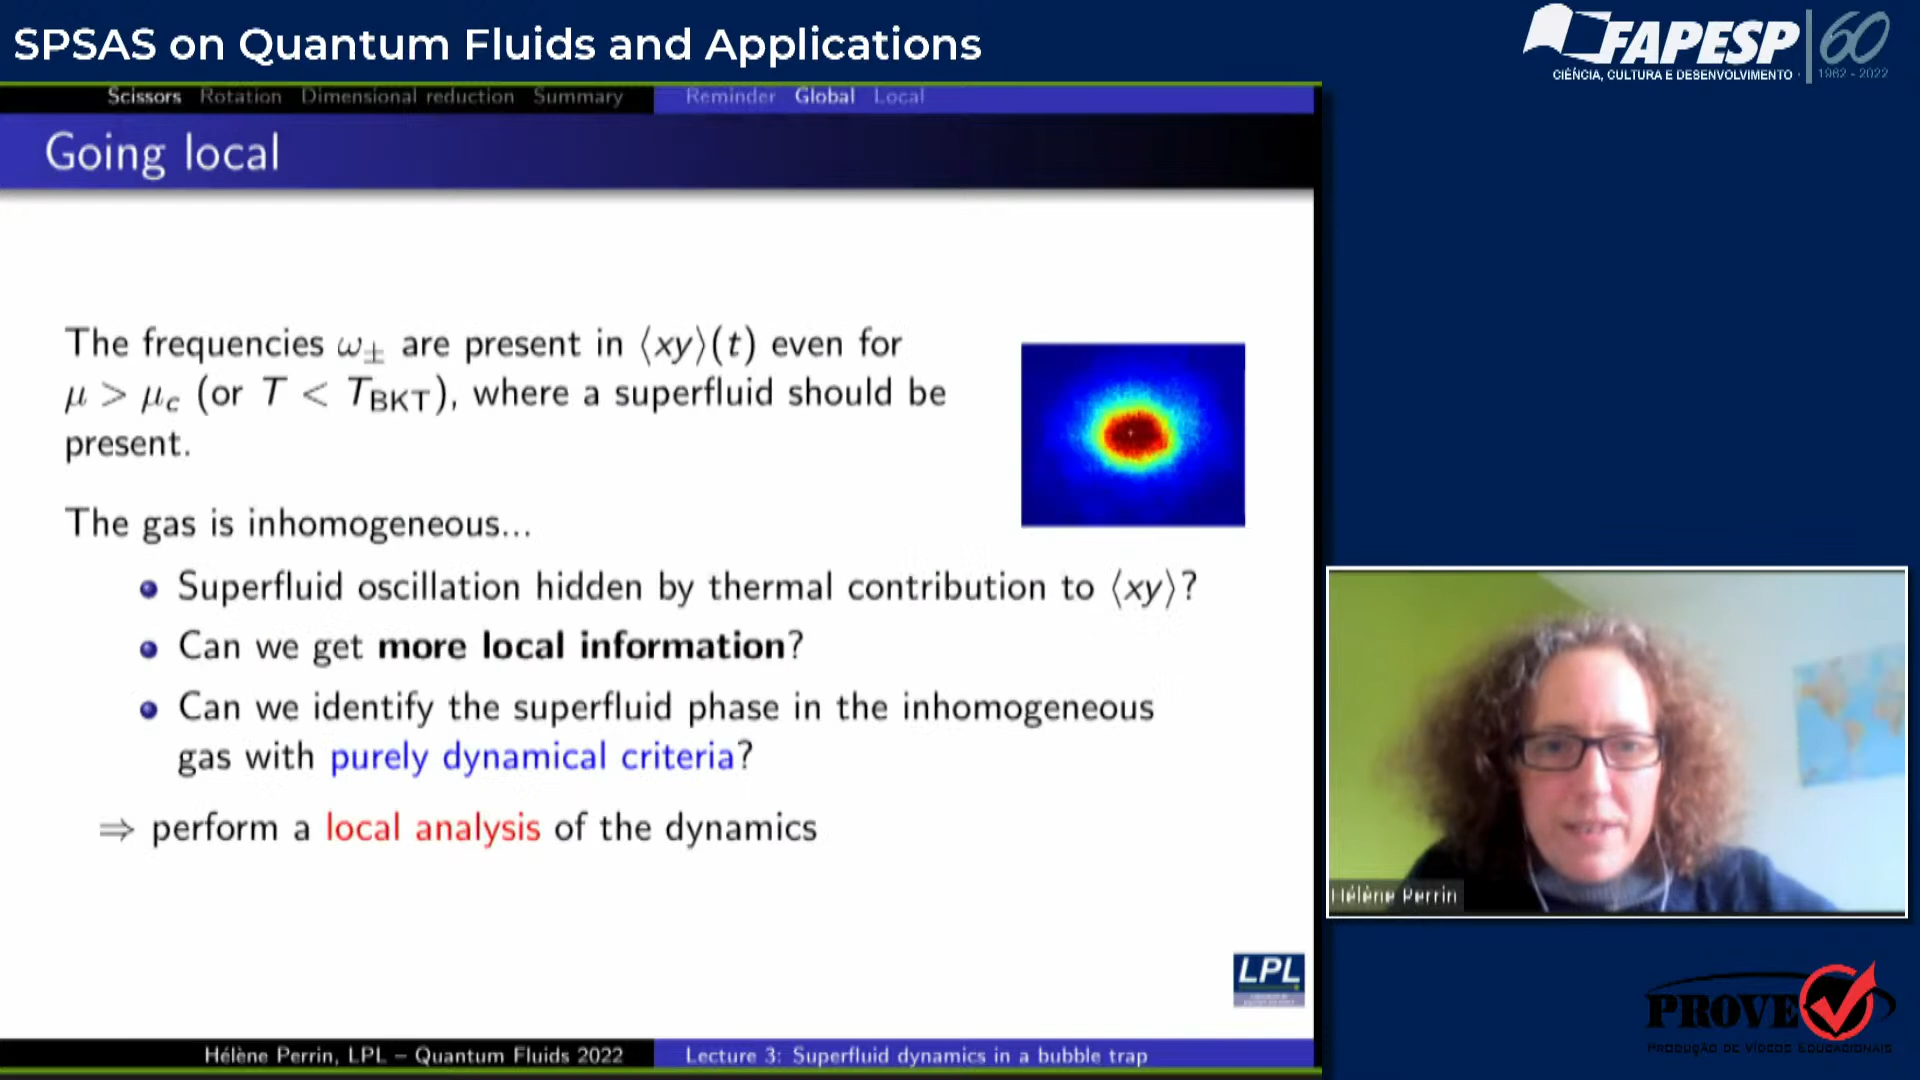 SPSAS on Quantum Fluids and Applications
FAPESP 60
CIÊNCIA, CULTURA E DESENVOLVIMENTO 1962 - 2022
Scissors Rotation Dimensional reduction Summary Reminder Global Local
Going local
The frequencies ω± are present in ⟨xy⟩(t) even for
μ > μc (or T < TBKT), where a superfluid should be
present.
The gas is inhomogeneous...
Superfluid oscillation hidden by thermal contribution to ⟨xy⟩?
Can we get more local information?
Can we identify the superfluid phase in the inhomogeneous
gas with purely dynamical criteria?
⇒ perform a local analysis of the dynamics
Hélène Perrin
LPL
PROVE
PRODUÇÃO DE VÍDEOS EDUCACIONAIS
Hélène Perrin, LPL – Quantum Fluids 2022 Lecture 3: Superfluid dynamics in a bubble trap